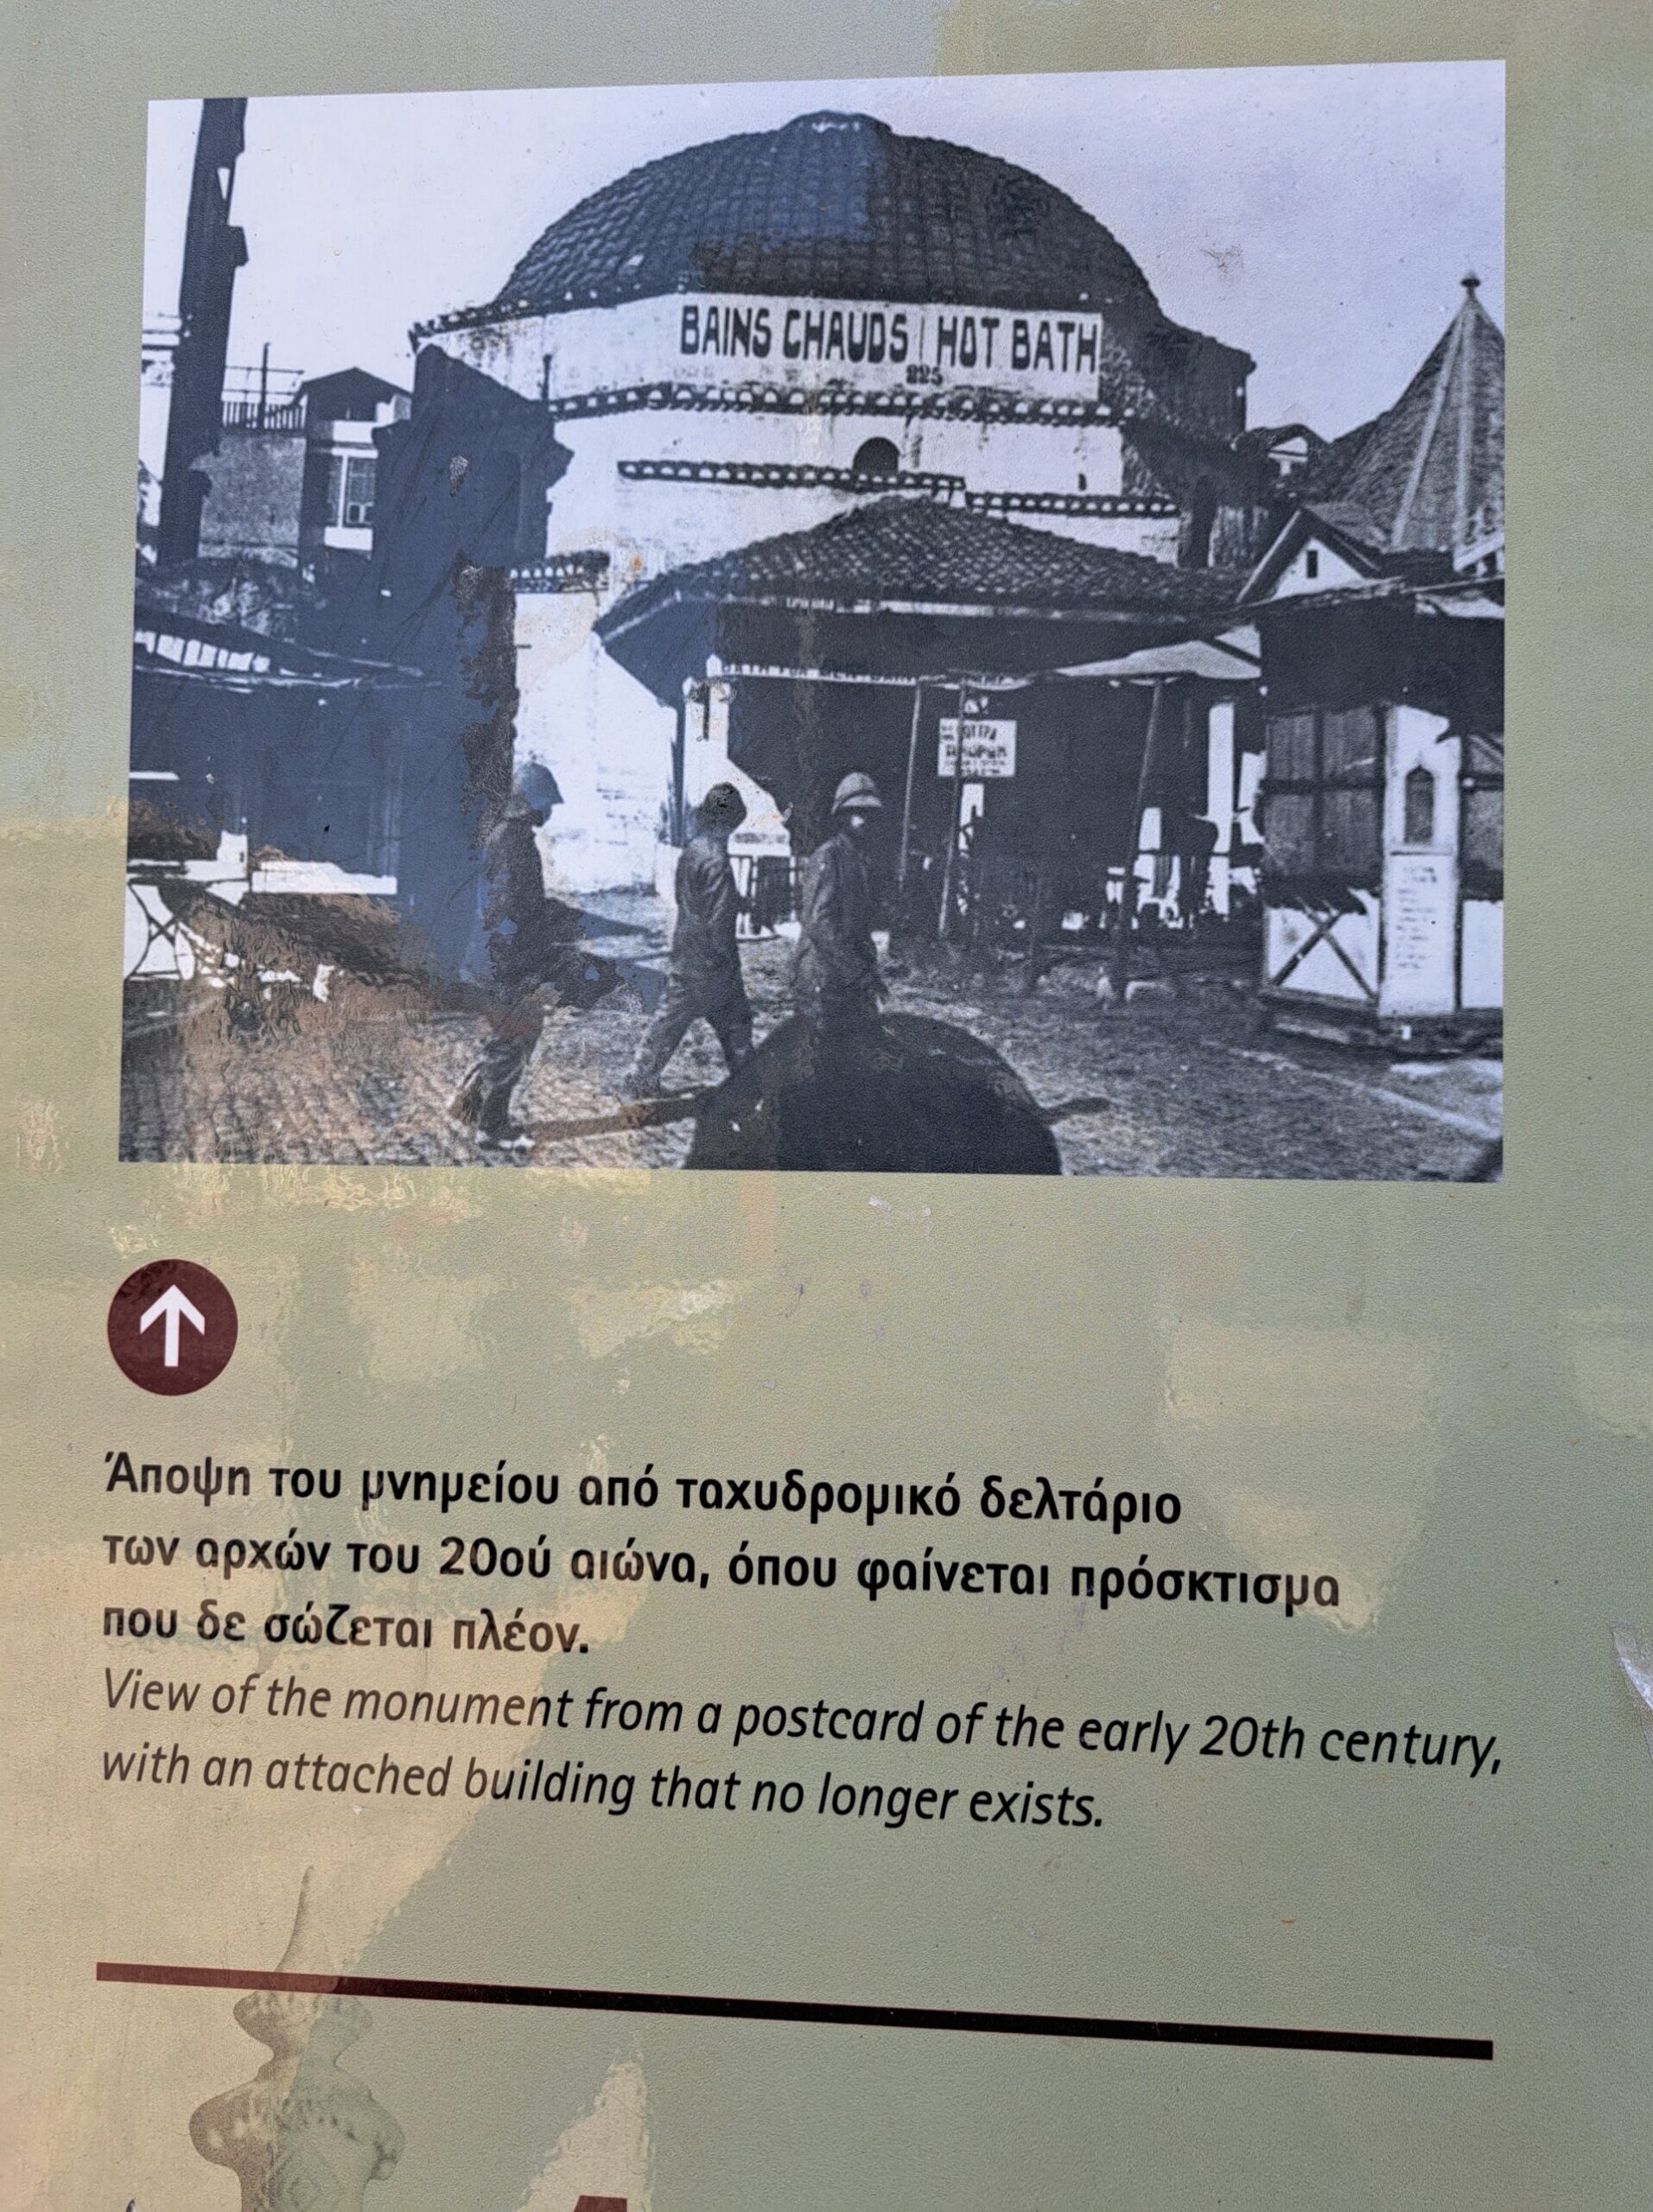 BAINS CHAUDS | HOT BATH
225
Άποψη του μνημείου από ταχυδρομικό δελτάριο
των αρχών του 20ού αιώνα, όπου φαίνεται πρόσκτισμα
που δε σώζεται πλέον.
View of the monument from a postcard of the early 20th century,
with an attached building that no longer exists.